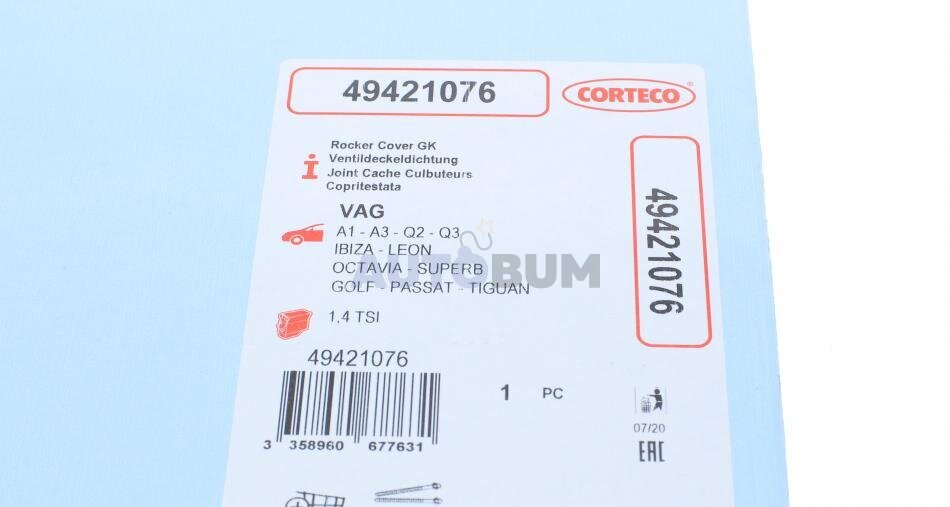 49421076
CORTECO
Rocker Cover GK
Ventildeckeldichtung
Joint Cache Culbuteurs
Copritestata
VAG
A1 - A3 - Q2 - Q3
IBIZA - LEON
OCTAVIA - SUPERB
GOLF - PASSAT - TIGUAN
AUTOBUM
1,4 TSI
49421076
49421076
1 PC
3 358960 677631
07/20
EAC